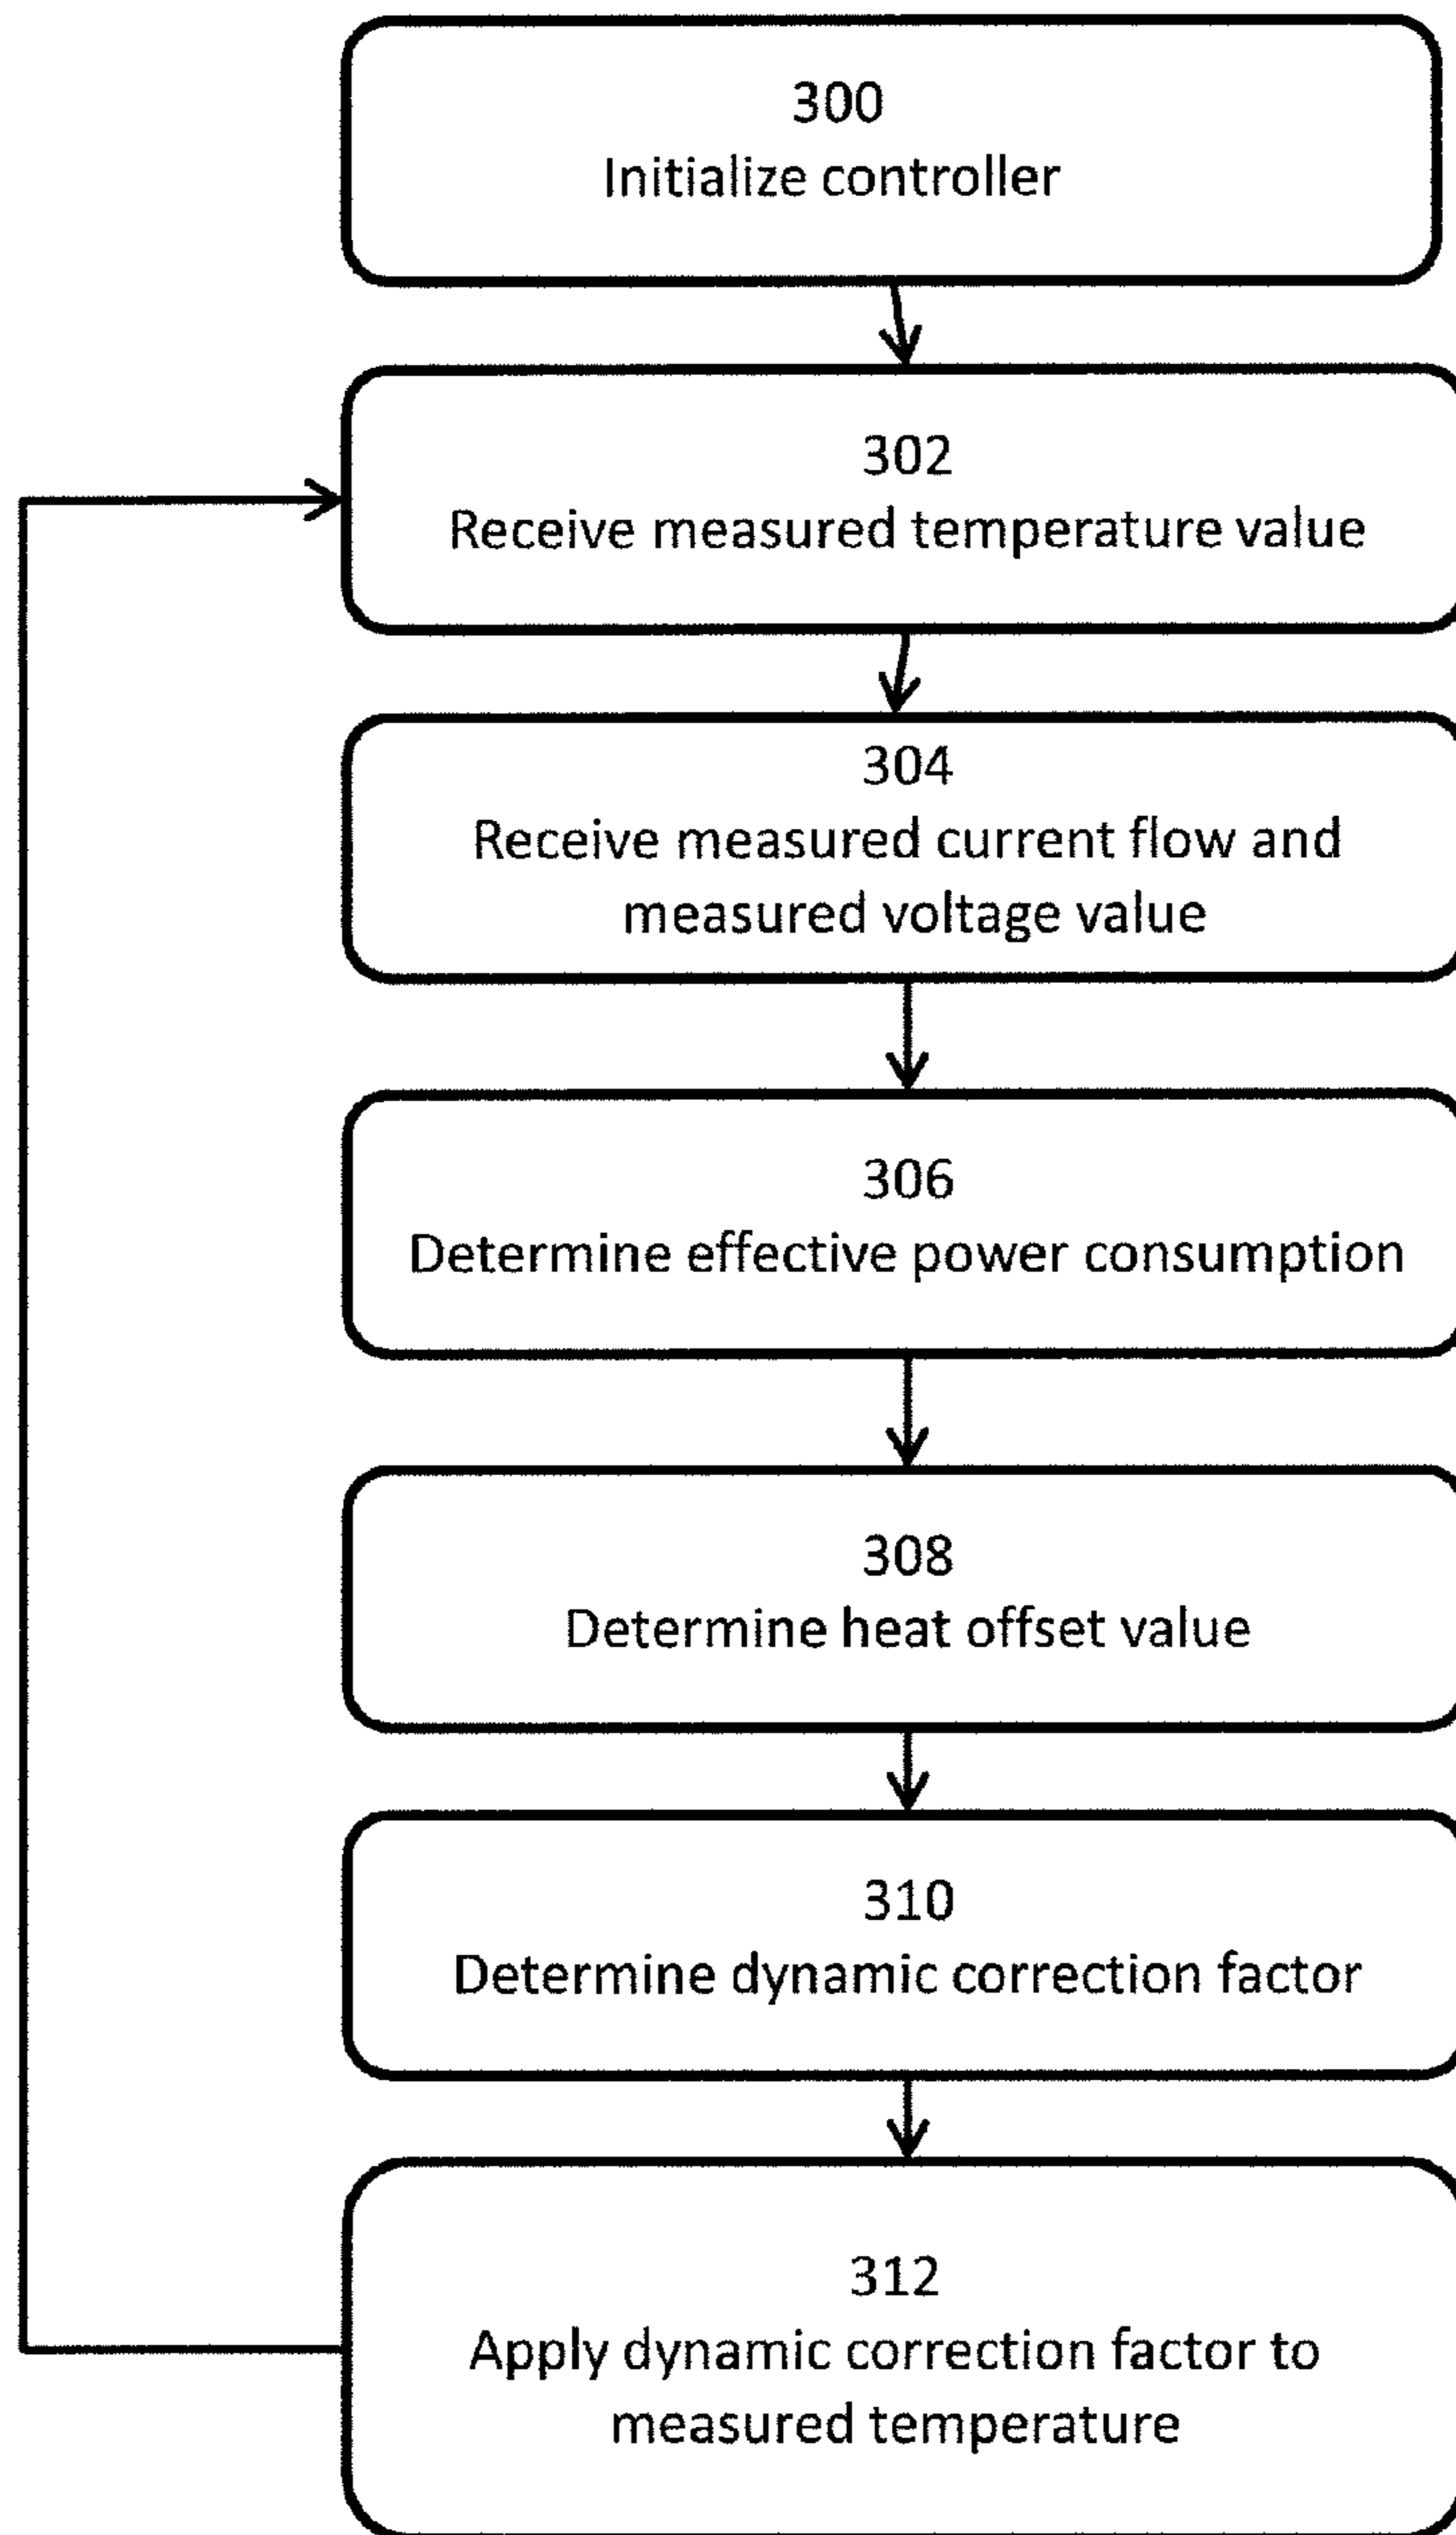 300
Initialize controller
302
Receive measured temperature value
304
Receive measured current flow and
measured voltage value
306
Determine effective power consumption
308
Determine heat offset value
310
Determine dynamic correction factor
312
Apply dynamic correction factor to
measured temperature